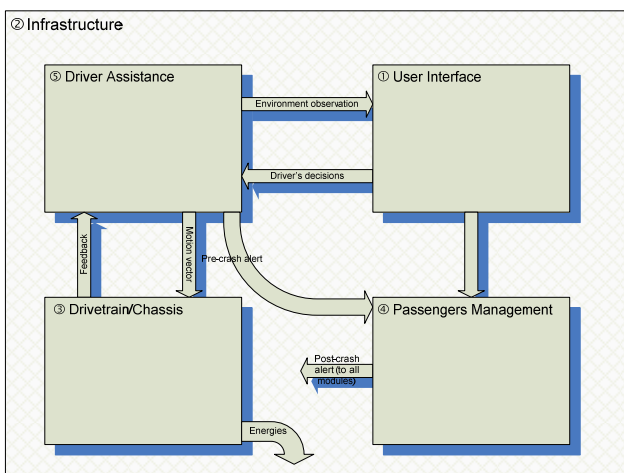 ② Infrastructure
⑤ Driver Assistance
① User Interface
Environment observation
Driver's decisions
Feedback
Motion vector
Pre-crash alert
③ Drivetrain/Chassis
④ Passengers Management
Post-crash
alert (to all
modules)
Energies